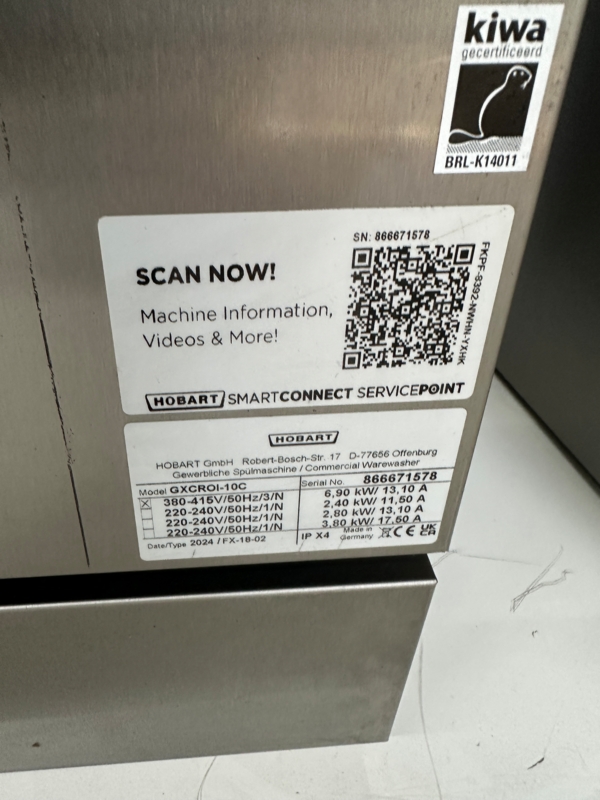 kiwa
gecertificeerd
BRL-K14011
SN: 866671578
SCAN NOW!
Machine Information,
Videos & More!
FKPF-8392-NWHN-YXHK
HOBART SMARTCONNECT SERVICEPOINT
HOBART
HOBART GmbH Robert-Bosch-Str. 17 D-77656 Offenburg
Gewerbliche Spülmaschine / Commercial Warewasher
Model GXCROI-10C Serial No. 866671578
380-415V/50Hz/3/N 6,90 kW/ 13,10 A
220-240V/50Hz/1/N 2,40 kW/ 11,50 A
220-240V/50Hz/1/N 2,80 kW/ 13,10 A
220-240V/50Hz/1/N 3,80 kW/ 17,50 A
Date/Type 2024 / FX-18-02 IP X4 Made in Germany CE UKCA